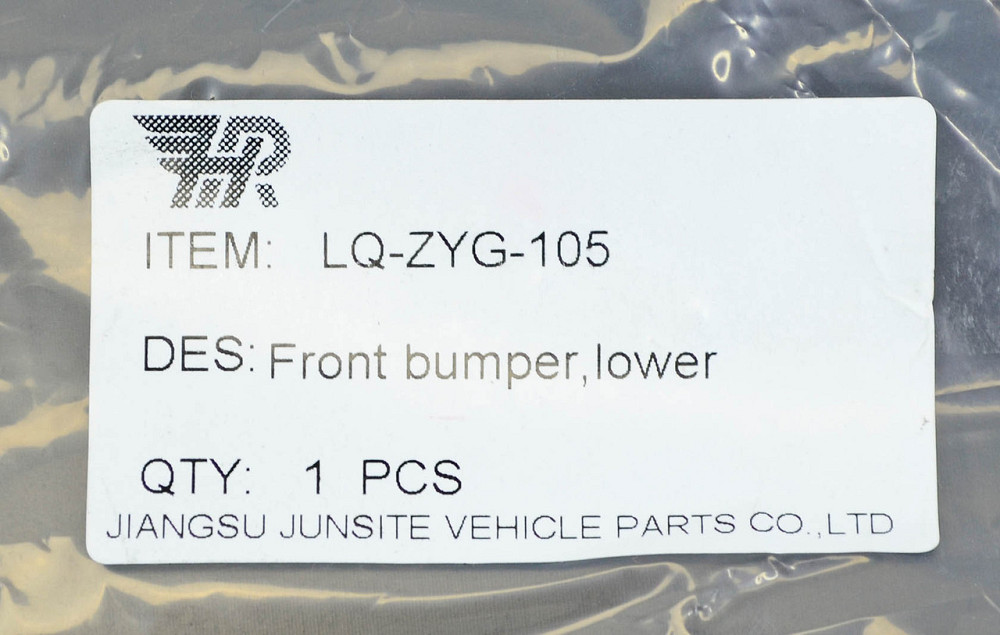 ITEM: LQ-ZYG-105
DES: Front bumper,lower
QTY: 1 PCS
JIANGSU JUNSITE VEHICLE PARTS CO.,LTD